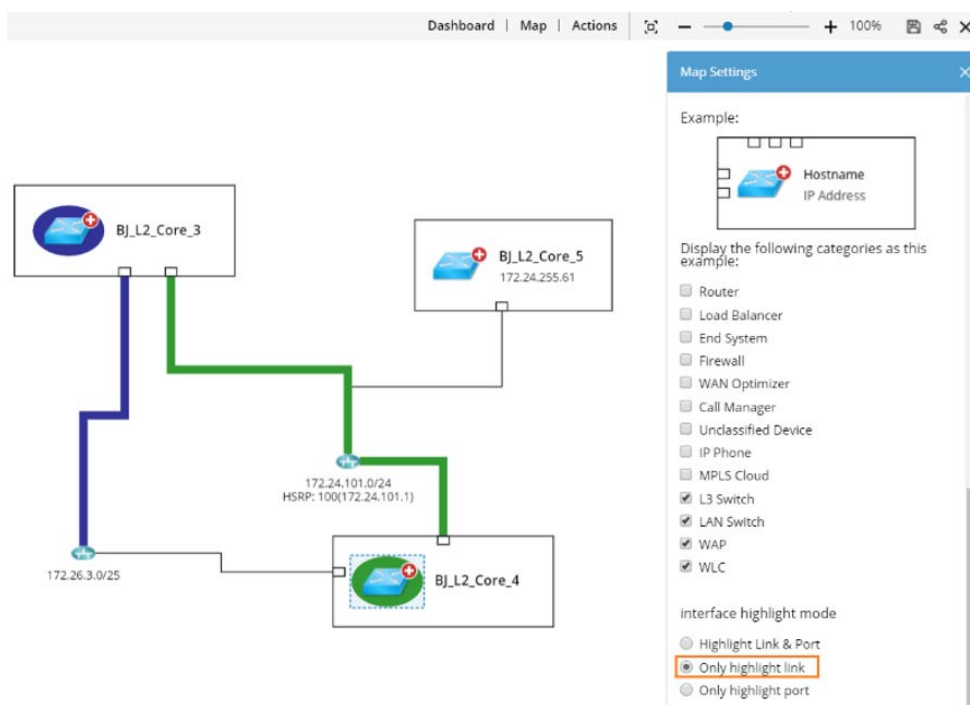 Dashboard | Map | Actions
100%
Map Settings
Example:
Hostname
IP Address
Display the following categories as this
example:
Router
Load Balancer
End System
Firewall
WAN Optimizer
Call Manager
Unclassified Device
IP Phone
MPLS Cloud
L3 Switch
LAN Switch
WAP
WLC
interface highlight mode
Highlight Link & Port
Only highlight link
Only highlight port
BJ_L2_Core_3
BJ_L2_Core_5
172.24.255.61
172.24.101.0/24
HSRP: 100(172.24.101.1)
172.26.3.0/25
BJ_L2_Core_4